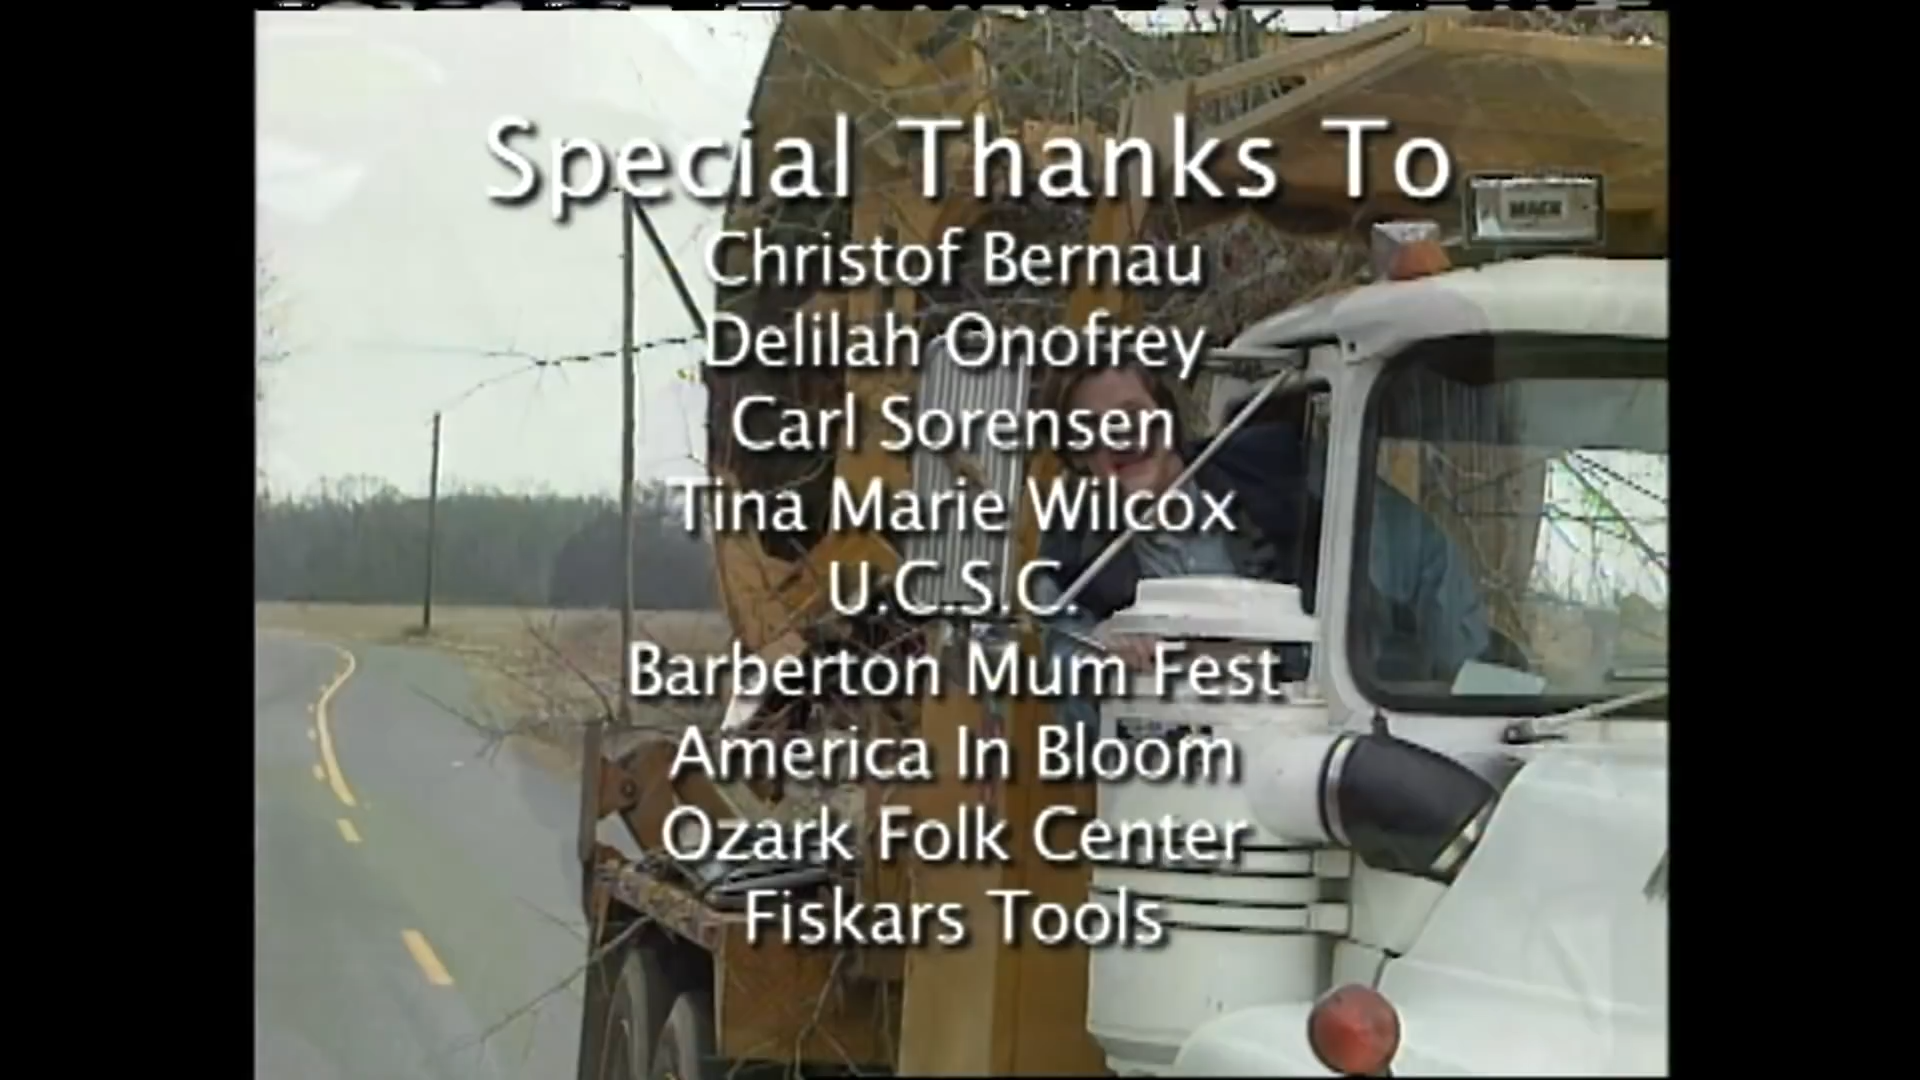 Special Thanks To
MACK
Christof Bernau
Delilah Onofrey
Carl Sorensen
Tina Marie Wilcox
U.C.S.C.
Barberton Mum Fest
America In Bloom
Ozark Folk Center
Fiskars Tools